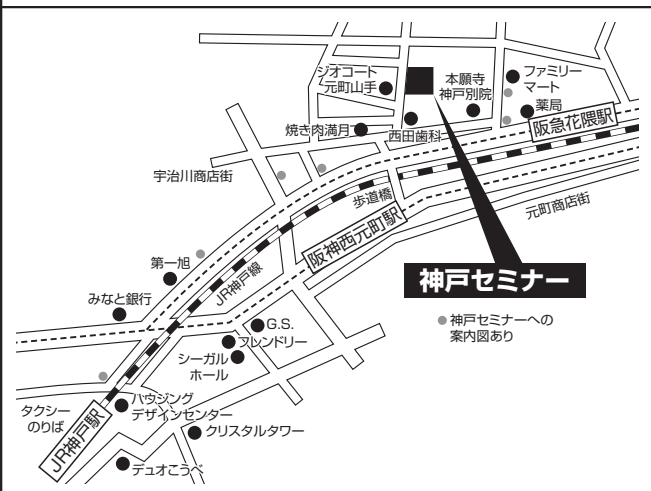 ジオコート
元町山手
本願寺
神戸別院
ファミリー
マート
薬局
焼き肉満月
西田歯科
阪急花隈駅
宇治川商店街
歩道橋
元町商店街
阪神西元町駅
第一旭
JR神戸線
神戸セミナー
みなと銀行
G.S.
フレンドリー
シーガル
ホール
神戸セミナーへの
案内図あり
タクシー
のりば
ハウジング
デザインセンター
JR神戸駅
クリスタルタワー
デュオこうべ